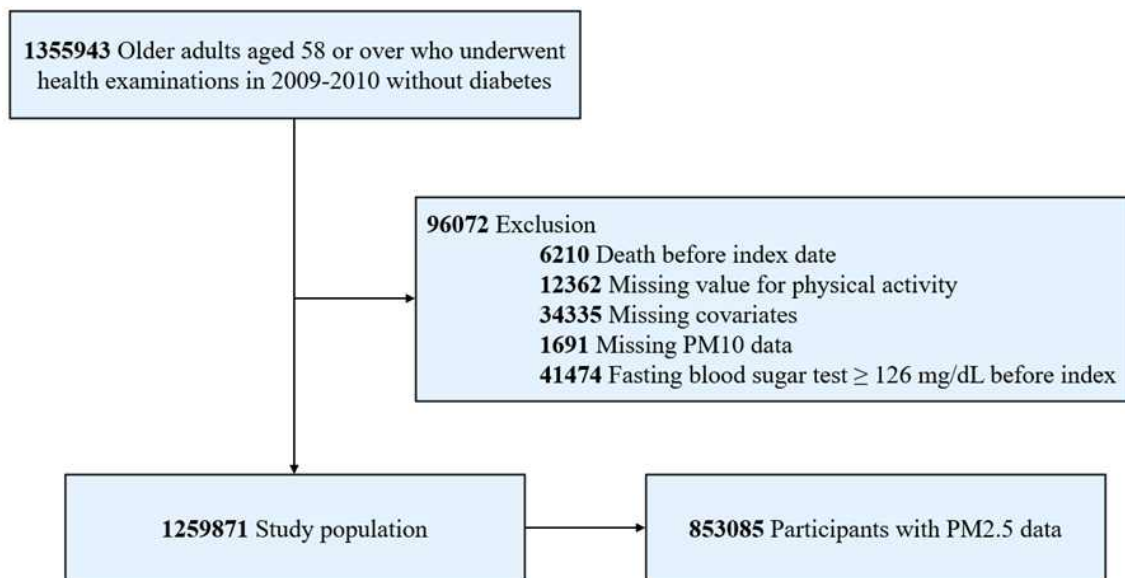 1355943 Older adults aged 58 or over who underwent
health examinations in 2009-2010 without diabetes
96072 Exclusion
6210 Death before index date
12362 Missing value for physical activity
34335 Missing covariates
1691 Missing PM10 data
41474 Fasting blood sugar test ≥ 126 mg/dL before index
1259871 Study population
853085 Participants with PM2.5 data